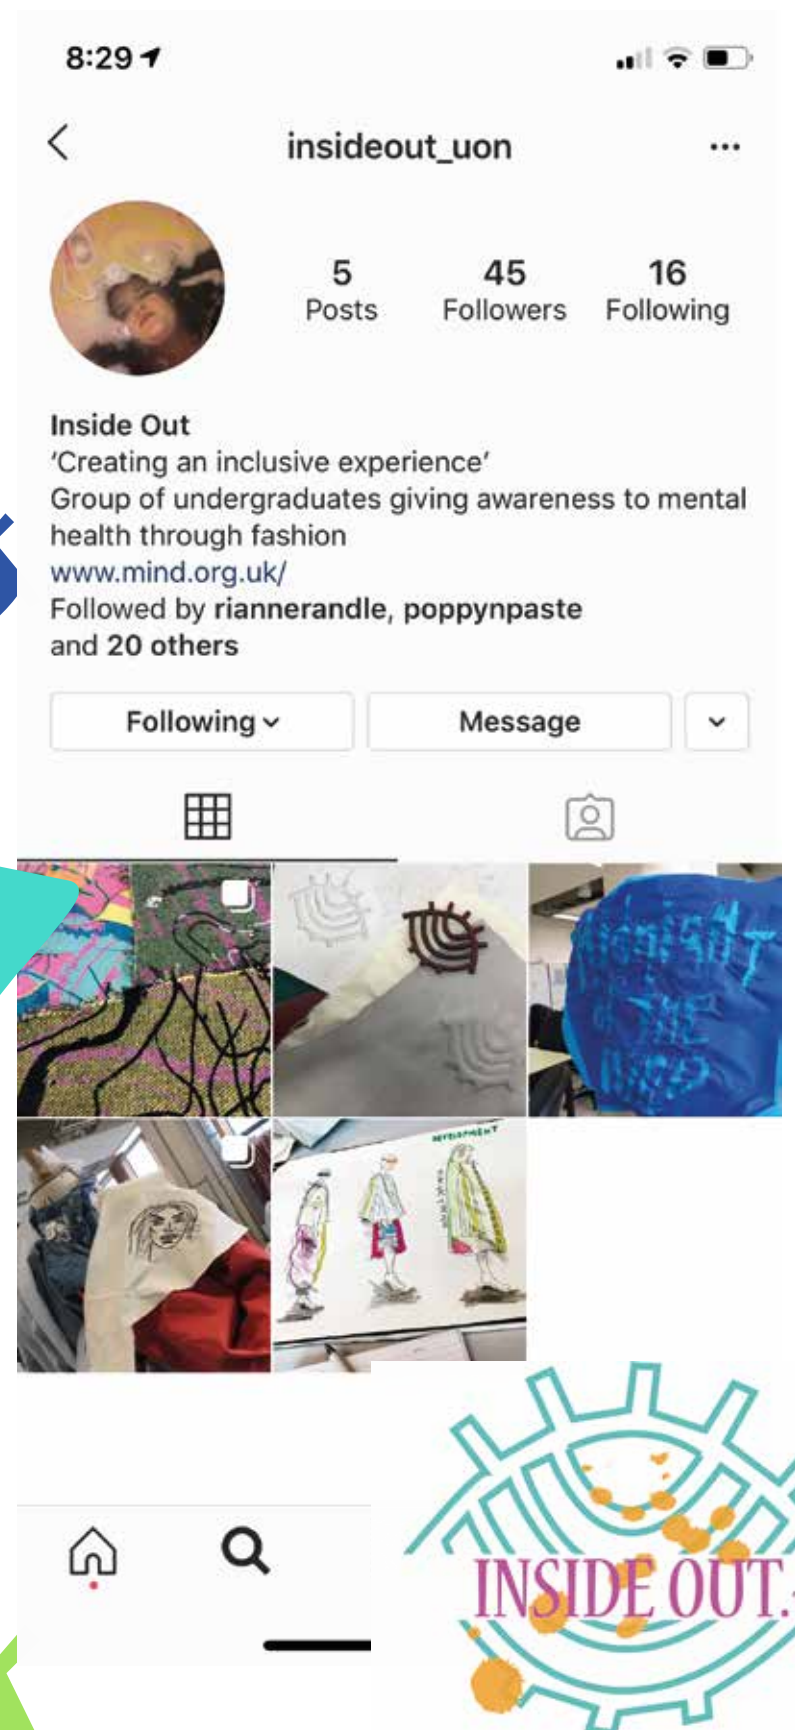 8:29
insideout_uon
5 45 16
Posts Followers Following
Inside Out
'Creating an inclusive experience'
Group of undergraduates giving awareness to mental
health through fashion
www.mind.org.uk/
Followed by riannerandle, poppynpaste
and 20 others
Following Message
MIDNIGHT
THE
DEVELOPMENT
INSIDE OUT.